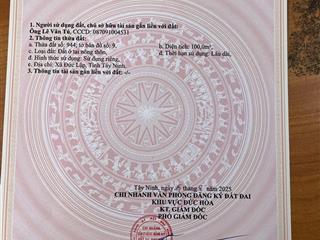 1. Người sử dụng đất, chủ sở hữu tài sản gắn liền với đất:
Ông Lê Văn Tú, CCCD: 087091004531
2. Thông tin thửa đất:
a. Thửa đất số: 944; tờ bản đồ số: 9. b. Diện tích: 100,0m².
c. Loại đất: Đất ở tại nông thôn. d. Thời hạn sử dụng: Lâu dài.
đ. Hình thức sử dụng: Sử dụng riêng.
e. Địa chỉ: Xã Đức Lập, Tỉnh Tây Ninh.
3. Thông tin tài sản gắn liền với đất: -/-
Tây Ninh, ngày tháng năm 2025
CHI NHÁNH VĂN PHÒNG ĐĂNG KÝ ĐẤT ĐAI
KHU VỰC ĐỨC HÒA
KT. GIÁM ĐỐC
PHÓ GIÁM ĐỐC